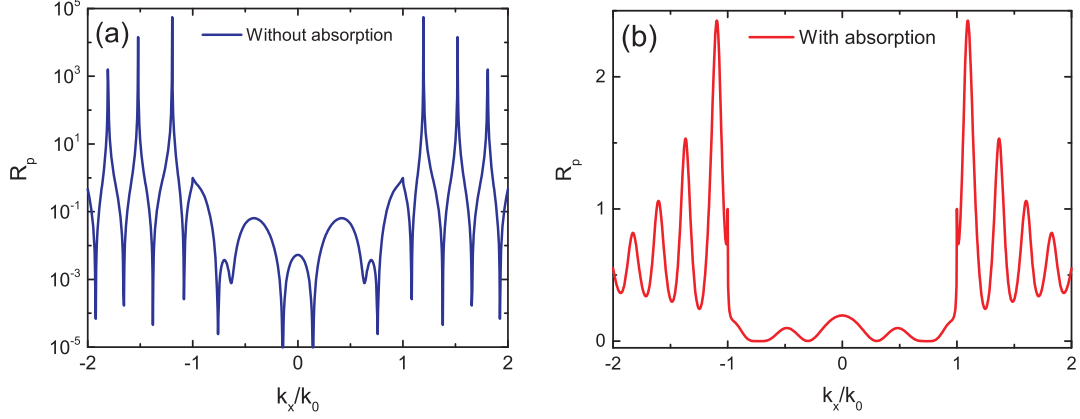 (a)
Without absorption
R_p
10^5
10^3
10^1
10^-1
10^-3
10^-5
-2 -1 0 1 2
k_x/k_0
(b)
With absorption
R_p
2
1
0
-2 -1 0 1 2
k_x/k_0